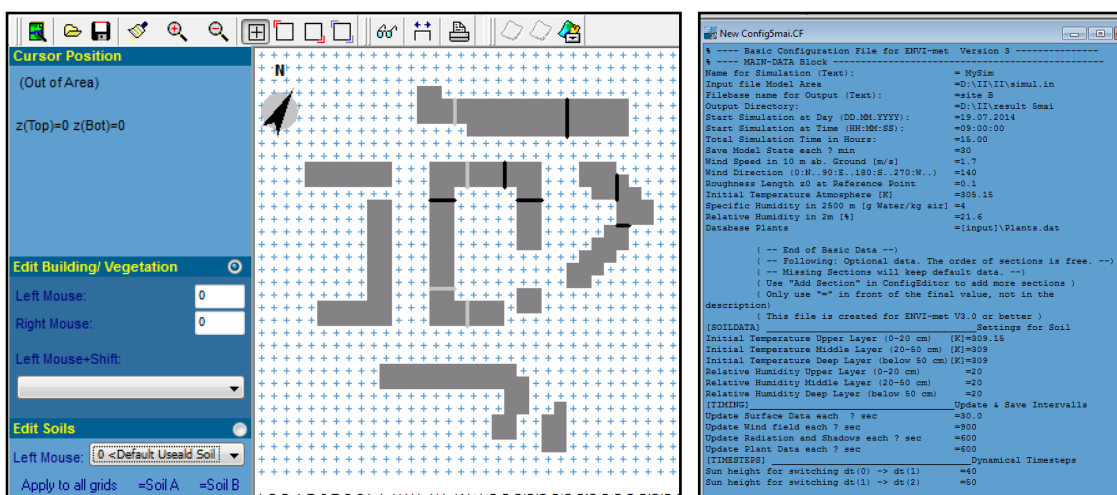 Cursor Position
(Out of Area)
z(Top)=0 z(Bot)=0
Edit Building/ Vegetation
Left Mouse:
0
Right Mouse:
0
Left Mouse+Shift:
Edit Soils
Left Mouse:
0 <Default Useald Soil
Apply to all grids =Soil A =Soil B
N
New Config5mai.CF
% ---- Basic Configuration File for ENVI-met Version 3 ---------------
% ---- MAIN-DATA Block -------------------------------------------------
Name for Simulation (Text): = MySim
Input file Model Area =D:\II\II\simul.in
Filebase name for Output (Text): =site B
Output Directory: =D:\II\result 5mai
Start Simulation at Day (DD.MM.YYYY): =19.07.2014
Start Simulation at Time (HH:MM:SS): =09:00:00
Total Simulation Time in Hours: =15.00
Save Model State each ? min =30
Wind Speed in 10 m ab. Ground [m/s] =1.7
Wind Direction (0:N..90:E..180:S..270:W..) =140
Roughness Length z0 at Reference Point =0.1
Initial Temperature Atmosphere [K] =305.15
Specific Humidity in 2500 m [g Water/kg air] =4
Relative Humidity in 2m [%] =21.6
Database Plants =[input]\Plants.dat
( -- End of Basic Data --)
( -- Following: Optional data. The order of sections is free. --)
( -- Missing Sections will keep default data. --)
( Use "Add Section" in ConfigEditor to add more sections )
( Only use "=" in front of the final value, not in the
description)
( This file is created for ENVI-met V3.0 or better )
[SOILDATA] ______________________________Settings for Soil
Initial Temperature Upper Layer (0-20 cm) [K]=309.15
Initial Temperature Middle Layer (20-50 cm) [K]=309
Initial Temperature Deep Layer (below 50 cm)[K]=309
Relative Humidity Upper Layer (0-20 cm) =20
Relative Humidity Middle Layer (20-50 cm) =20
Relative Humidity Deep Layer (below 50 cm) =20
[TIMING]______________________________Update & Save Intervalls
Update Surface Data each ? sec =30.0
Update Wind field each ? sec =900
Update Radiation and Shadows each ? sec =600
Update Plant Data each ? sec =600
[TIMESTEPS] ______________________________Dynamical Timesteps
Sun height for switching dt(0) -> dt(1) =40
Sun height for switching dt(1) -> dt(2) =50